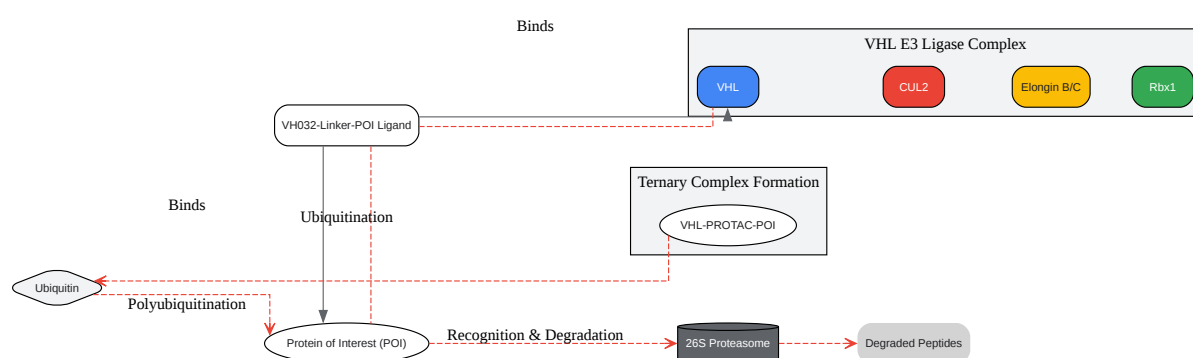 Binds
VHL E3 Ligase Complex
VHL
CUL2
Elongin B/C
Rbx1
VH032-Linker-POI Ligand
Ternary Complex Formation
Binds
Ubiquitination
VHL-PROTAC-POI
Ubiquitin
Polyubiquitination
Protein of Interest (POI)
Recognition & Degradation
26S Proteasome
Degraded Peptides